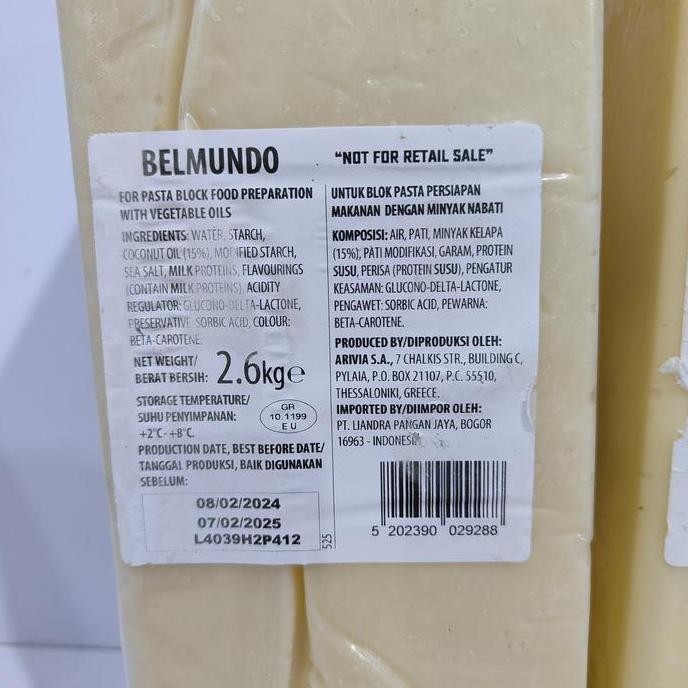 BELMUNDO
FOR PASTA BLOCK FOOD PREPARATION
WITH VEGETABLE OILS
INGREDIENTS: WATER, STARCH,
COCONUT OIL (15%), MODIFIED STARCH,
SEA SALT, MILK PROTEINS, FLAVOURINGS
(CONTAIN MILK PROTEINS), ACIDITY
REGULATOR: GLUCONO-DELTA-LACTONE,
PRESERVATIVE: SORBIC ACID, COLOUR:
BETA-CAROTENE.
NET WEIGHT/
BERAT BERSIH: 2.6kg℮
STORAGE TEMPERATURE/
SUHU PENYIMPANAN:
+2°C-+8°C
GR
10.1199
EU
PRODUCTION DATE, BEST BEFORE DATE/
TANGGAL PRODUKSI, BAIK DIGUNAKAN
SEBELUM:
08/02/2024
07/02/2025
L4039H2P412
525
"NOT FOR RETAIL SALE"
UNTUK BLOK PASTA PERSIAPAN
MAKANAN DENGAN MINYAK NABATI
KOMPOSISI: AIR, PATI, MINYAK KELAPA
(15%), PATI MODIFIKASI, GARAM, PROTEIN
SUSU, PERISA (PROTEIN SUSU), PENGATUR
KEASAMAN: GLUCONO-DELTA-LACTONE,
PENGAWET: SORBIC ACID, PEWARNA:
BETA-CAROTENE.
PRODUCED BY/DIPRODUKSI OLEH:
ARIVIA S.A., 7 CHALKIS STR., BUILDING C,
PYLAIA, P.O. BOX 21107, P.C. 55510,
THESSALONIKI, GREECE.
IMPORTED BY/DIIMPOR OLEH:
PT. LIANDRA PANGAN JAYA, BOGOR
16963 - INDONESIA
5 202390 029288